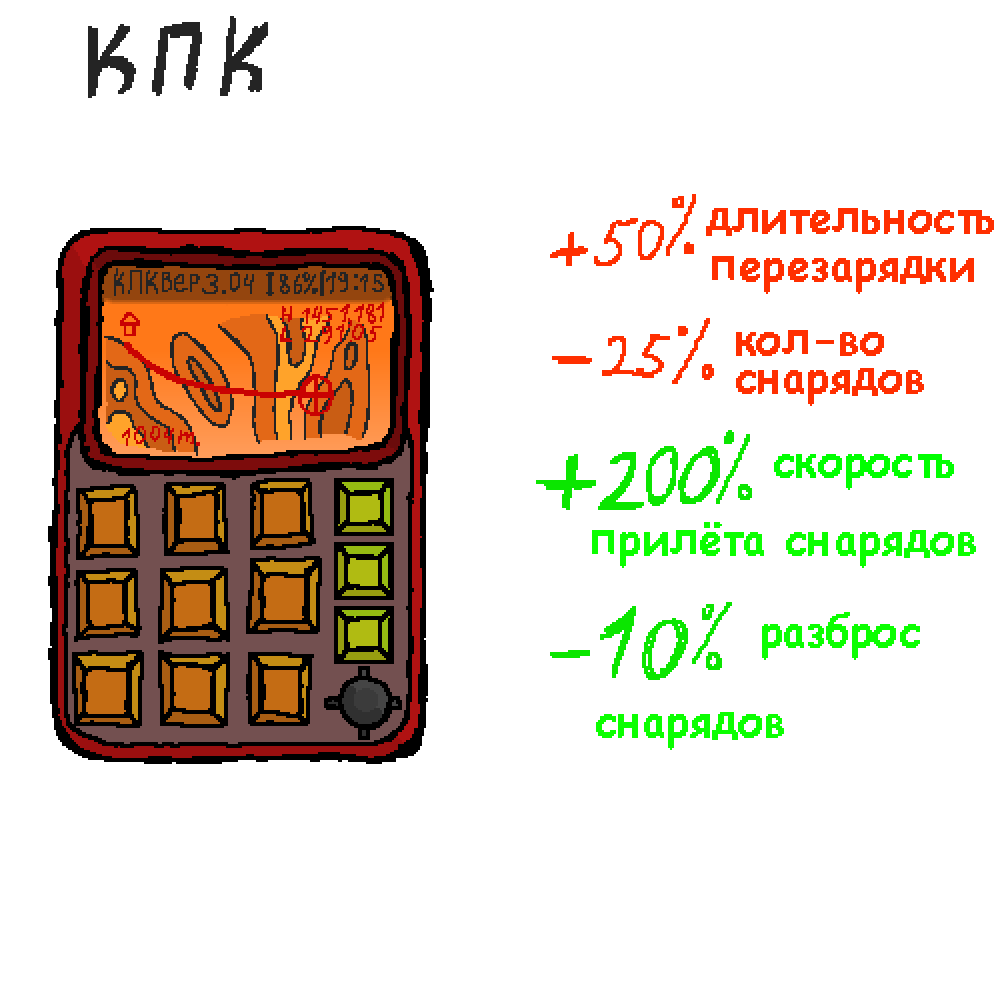 КПК
КПКВер3.04 86% 19:15
1004m
+50% длительность
перезарядки
-25% кол-во
снарядов
+200% скорость
прилёта снарядов
-10% разброс
снарядов